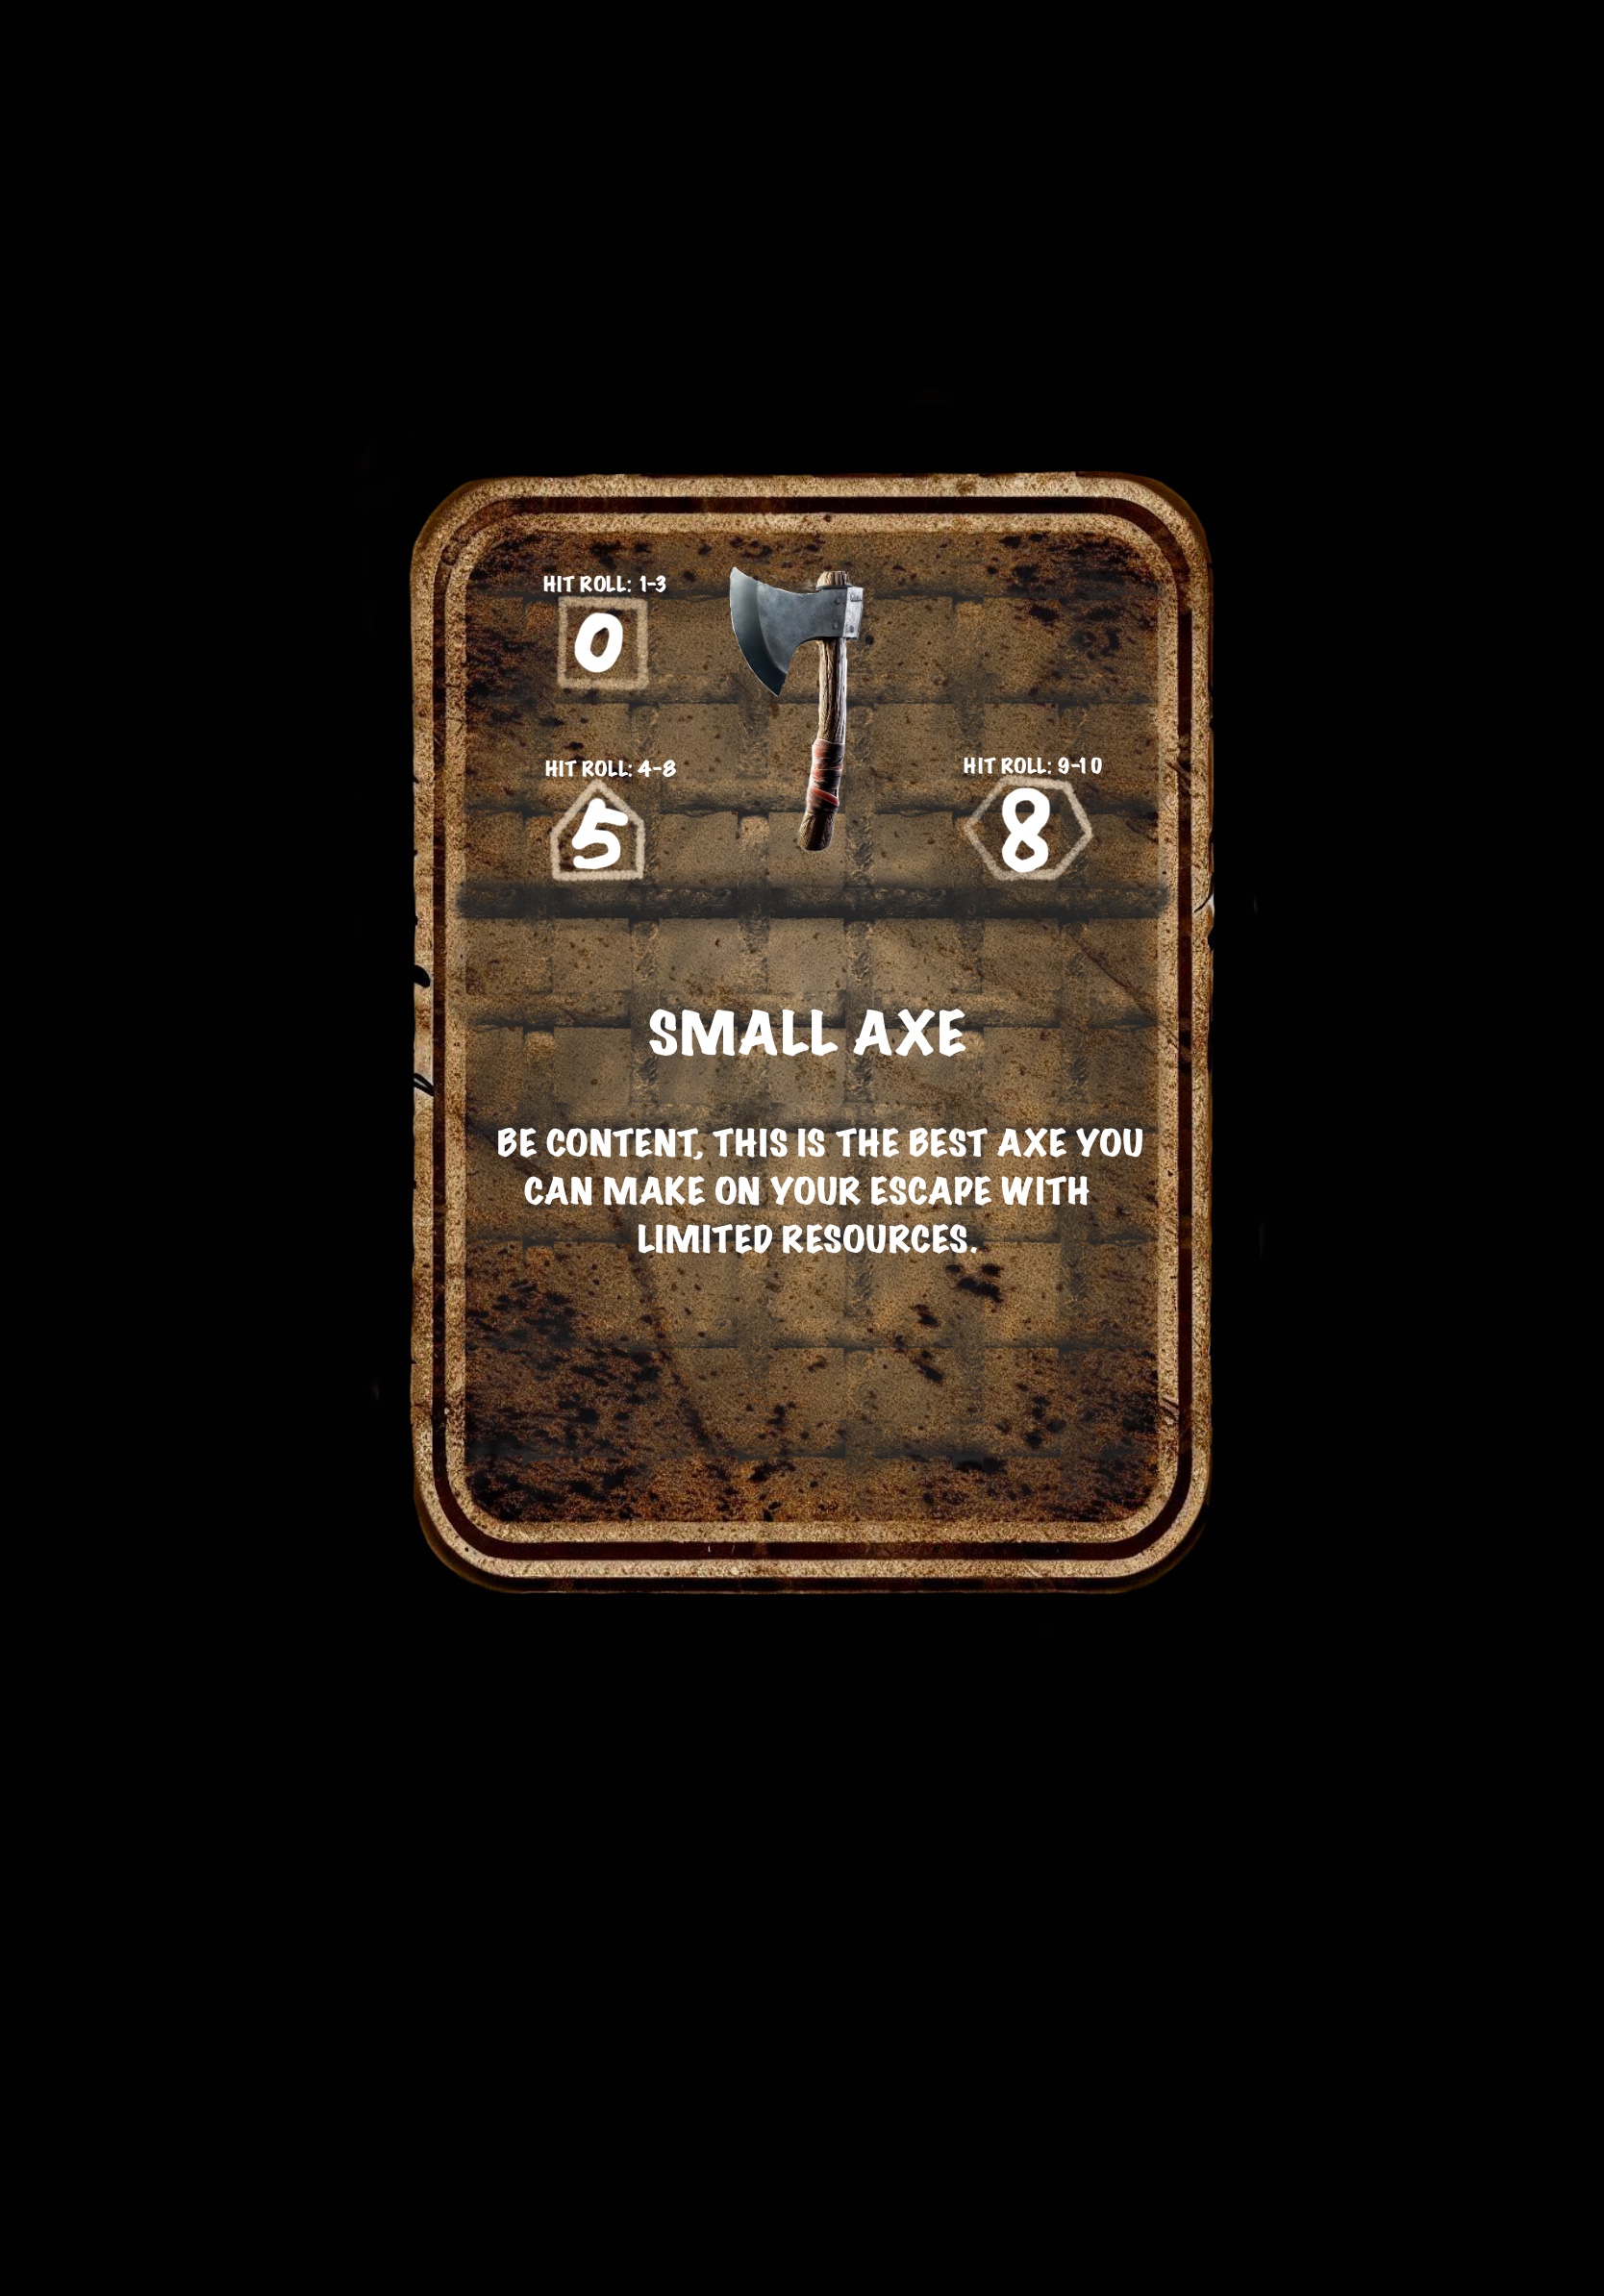 HIT ROLL: 1-3
0
HIT ROLL: 4-8
5
HIT ROLL: 9-10
8
SMALL AXE
BE CONTENT, THIS IS THE BEST AXE YOU
CAN MAKE ON YOUR ESCAPE WITH
LIMITED RESOURCES.